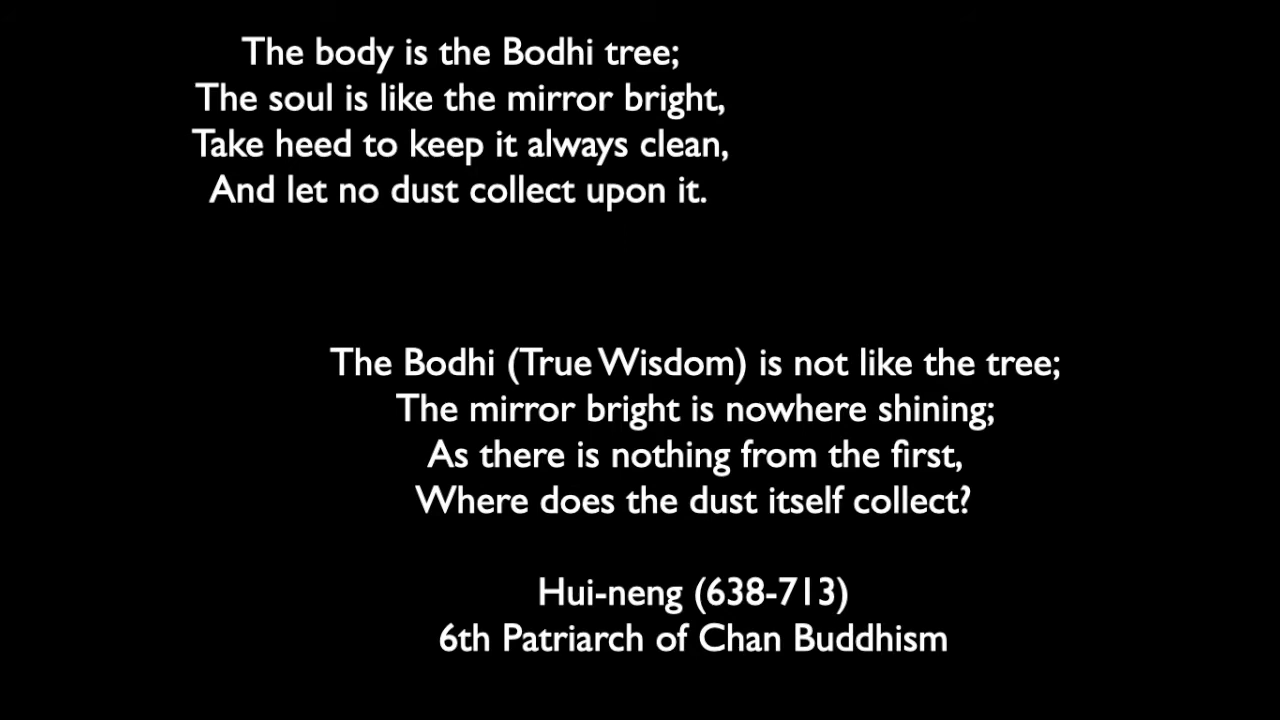 The body is the Bodhi tree;
The soul is like the mirror bright,
Take heed to keep it always clean,
And let no dust collect upon it.
The Bodhi (True Wisdom) is not like the tree;
The mirror bright is nowhere shining;
As there is nothing from the first,
Where does the dust itself collect?
Hui-neng (638-713)
6th Patriarch of Chan Buddhism